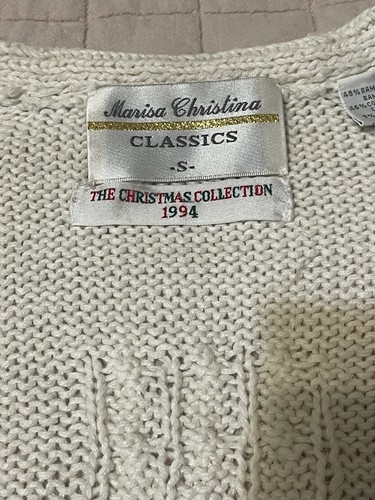 Marisa Christina
CLASSICS
-S-
THE CHRISTMAS COLLECTION
1994